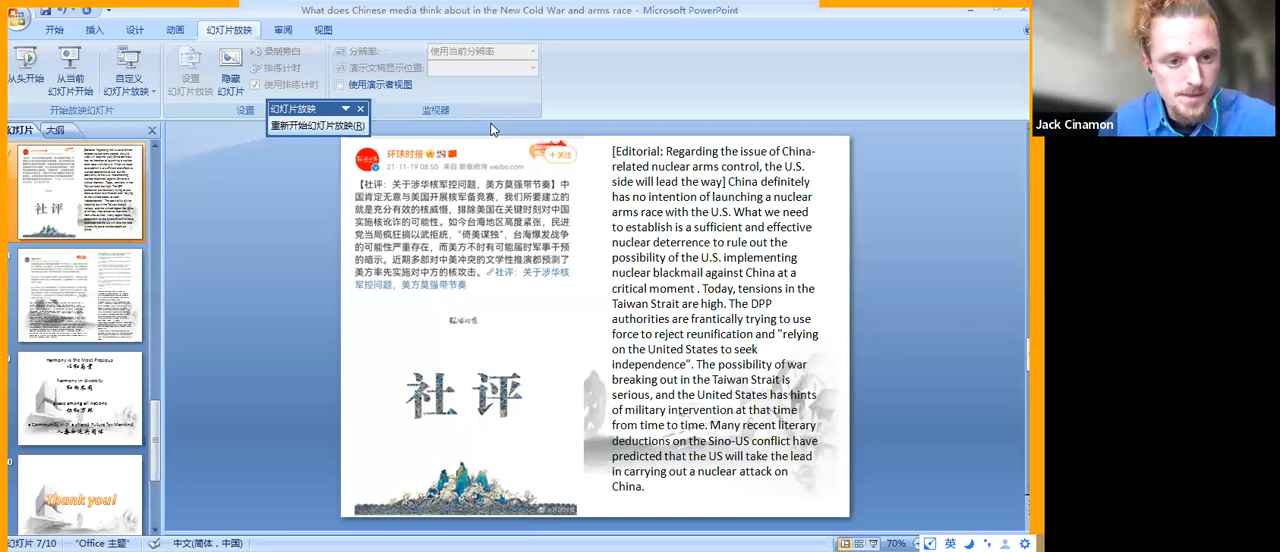 What does Chinese media think about in the New Cold War and arms race - Microsoft PowerPoint
开始 插入 设计 动画 幻灯片放映 审阅 视图
从头开始
从当前
幻灯片开始
自定义
幻灯片放映
设置
幻灯片放映
隐藏
幻灯片
录制旁白
排练计时
使用排练计时
分辨率:
使用当前分辨率
演示文稿显示位置:
使用演示者视图
开始放映幻灯片
设置
监视器
幻灯片放映
重新开始幻灯片放映(R)
幻灯片 大纲
环球时报
关注
21-11-19 08:50 来自 新版微博 weibo.com
【社评：关于涉华核军控问题，美方莫强带节奏】中
国肯定无意与美国开展核军备竞赛，我们所要建立的
就是充分有效的核威慑，排除美国在关键时刻对中国
实施核讹诈的可能性。如今台海地区高度紧张，民进
党当局疯狂搞以武拒统，“倚美谋独”，台海爆发战争
的可能性严重存在，而美方不时有可能届时军事干预
的暗示。近期多部对中美冲突的文字性推演都预测了
美方率先实施对中方的核攻击。社评：关于涉华核
军控问题，美方莫强带节奏
社评
[Editorial: Regarding the issue of China-
related nuclear arms control, the U.S.
side will lead the way] China definitely
has no intention of launching a nuclear
arms race with the U.S. What we need
to establish is a sufficient and effective
nuclear deterrence to rule out the
possibility of the U.S. implementing
nuclear blackmail against China at a
critical moment . Today, tensions in the
Taiwan Strait are high. The DPP
authorities are frantically trying to use
force to reject reunification and "relying
on the United States to seek
independence". The possibility of war
breaking out in the Taiwan Strait is
serious, and the United States has hints
of military intervention at that time
from time to time. Many recent literary
deductions on the Sino-US conflict have
predicted that the US will take the lead
in carrying out a nuclear attack on
China.
Harmony is the Most Precious
以和为贵
harmony in diversity
和而不同
协和万邦
a Community with a Shared Future for Mankind
人类命运共同体
Thank you!
幻灯片 7/10
"Office 主题"
中文(简体，中国)
70%
英
Jack Cinamon